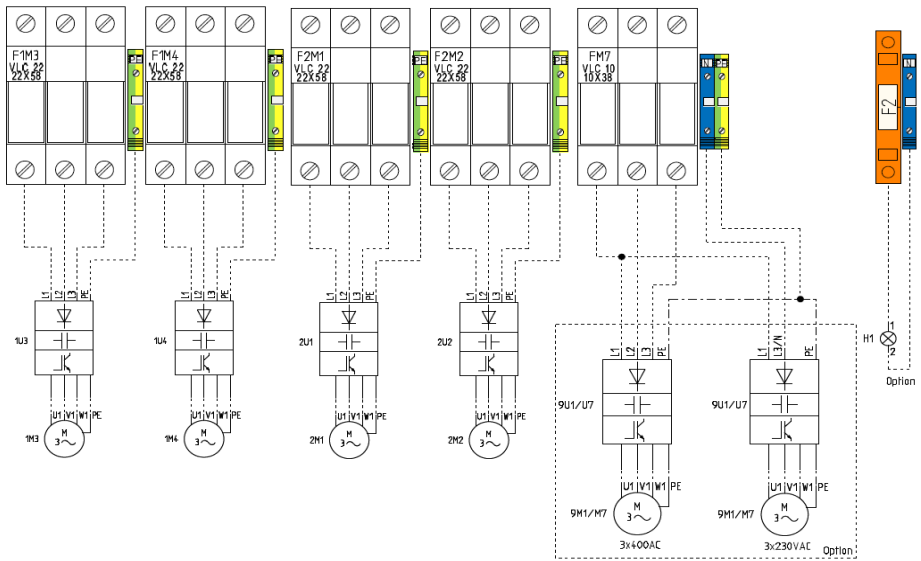 F1M3
VLC 22
22X58
PE
F1M4
VLC 22
22X58
PE
F2M1
VLC 22
22X58
PE
F2M2
VLC 22
22X58
PE
FM7
VLC 10
10X38
N
PE
F2
N
L1 L2 L3 PE
1U3
U1 V1 W1 PE
1M3
M
3~
L1 L2 L3 PE
1U4
U1 V1 W1 PE
1M4
M
3~
L1 L2 L3 PE
2U1
U1 V1 W1 PE
2M1
M
3~
L1 L2 L3 PE
2U2
U1 V1 W1 PE
2M2
M
3~
L1 L2 L3 PE
9U1/U7
U1 V1 W1 PE
9M1/M7
M
3~
3x400AC
L1 L3/N PE
9U1/U7
U1 V1 W1 PE
9M1/M7
M
3~
3x230VAC
Option
1
H1
2
Option